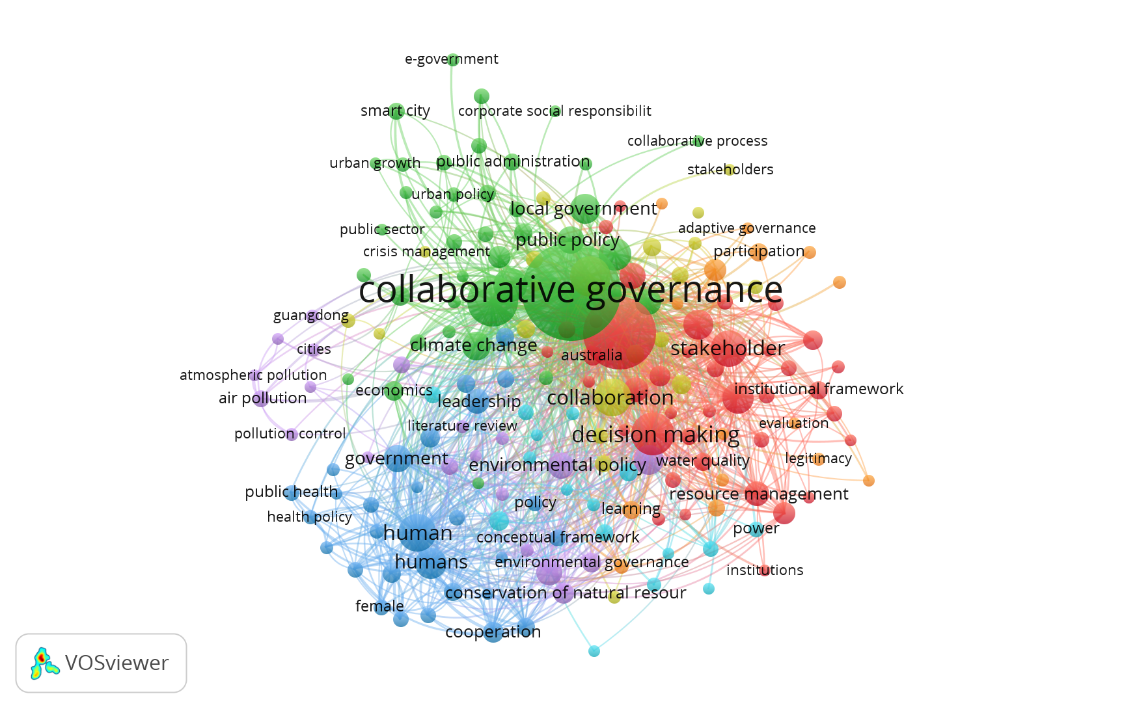 e-government
smart city
corporate social responsibilit
collaborative process
urban growth
public administration
stakeholders
urban policy
local government
public sector
public policy
adaptive governance
crisis management
participation
collaborative governance
guangdong
cities
climate change
australia
stakeholder
atmospheric pollution
economics
institutional framework
air pollution
leadership
collaboration
pollution control
literature review
decision making
evaluation
government
environmental policy
water quality
legitimacy
public health
policy
resource management
health policy
learning
human
conceptual framework
power
humans
environmental governance
institutions
female
conservation of natural resour
cooperation
VOSviewer